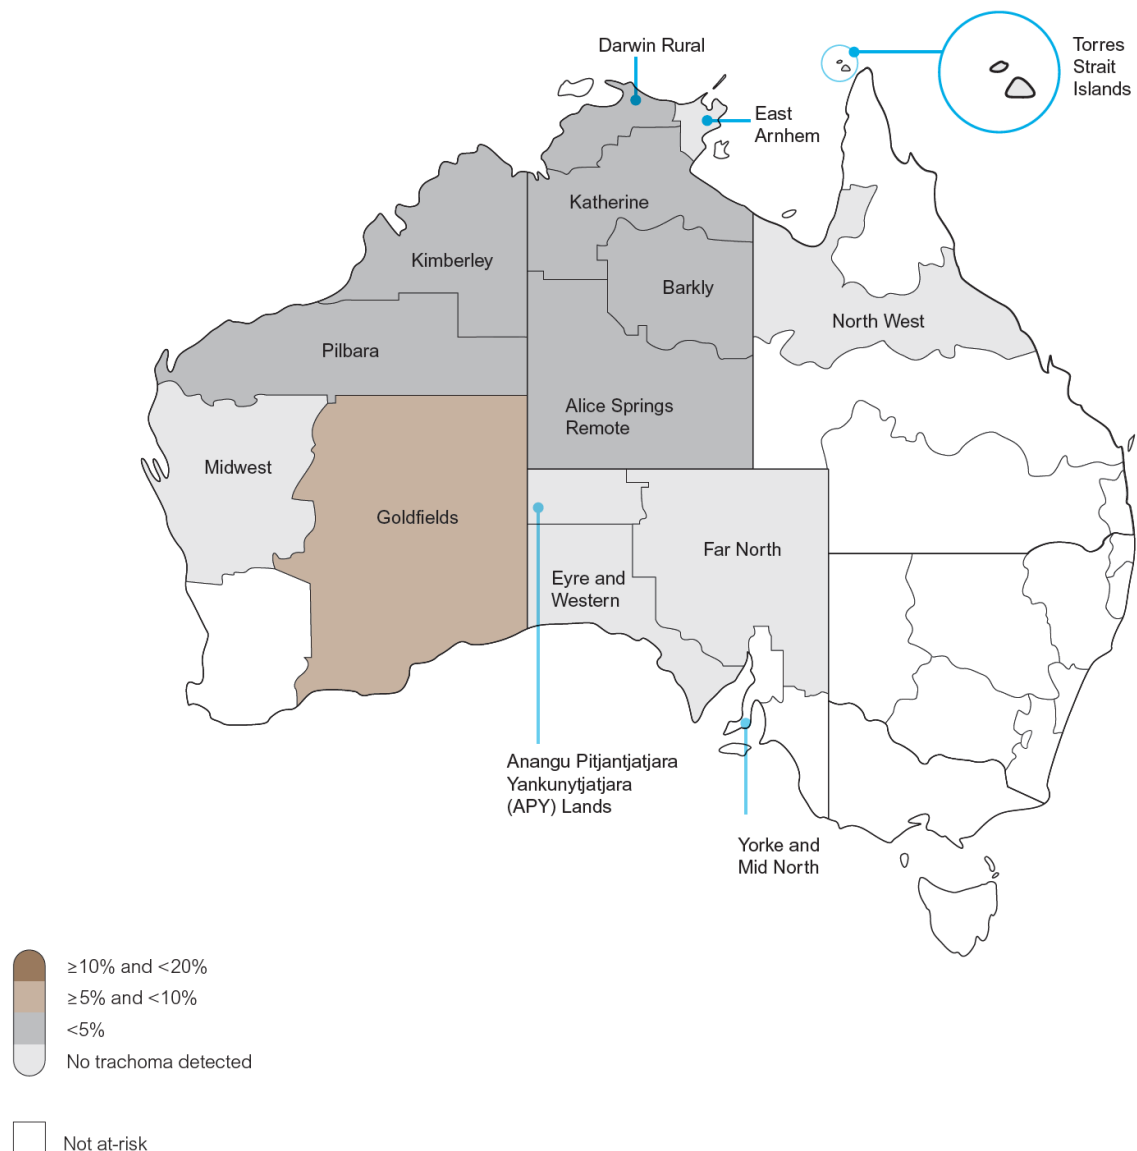 Darwin Rural
Torres
Strait
Islands
East
Arnhem
Katherine
Kimberley
Barkly
North West
Pilbara
Alice Springs
Remote
Midwest
Goldfields
Far North
Eyre and
Western
Anangu Pitjantjatjara
Yankunytjatjara
(APY) Lands
Yorke and
Mid North
≥10% and <20%
≥5% and <10%
<5%
No trachoma detected
Not at-risk